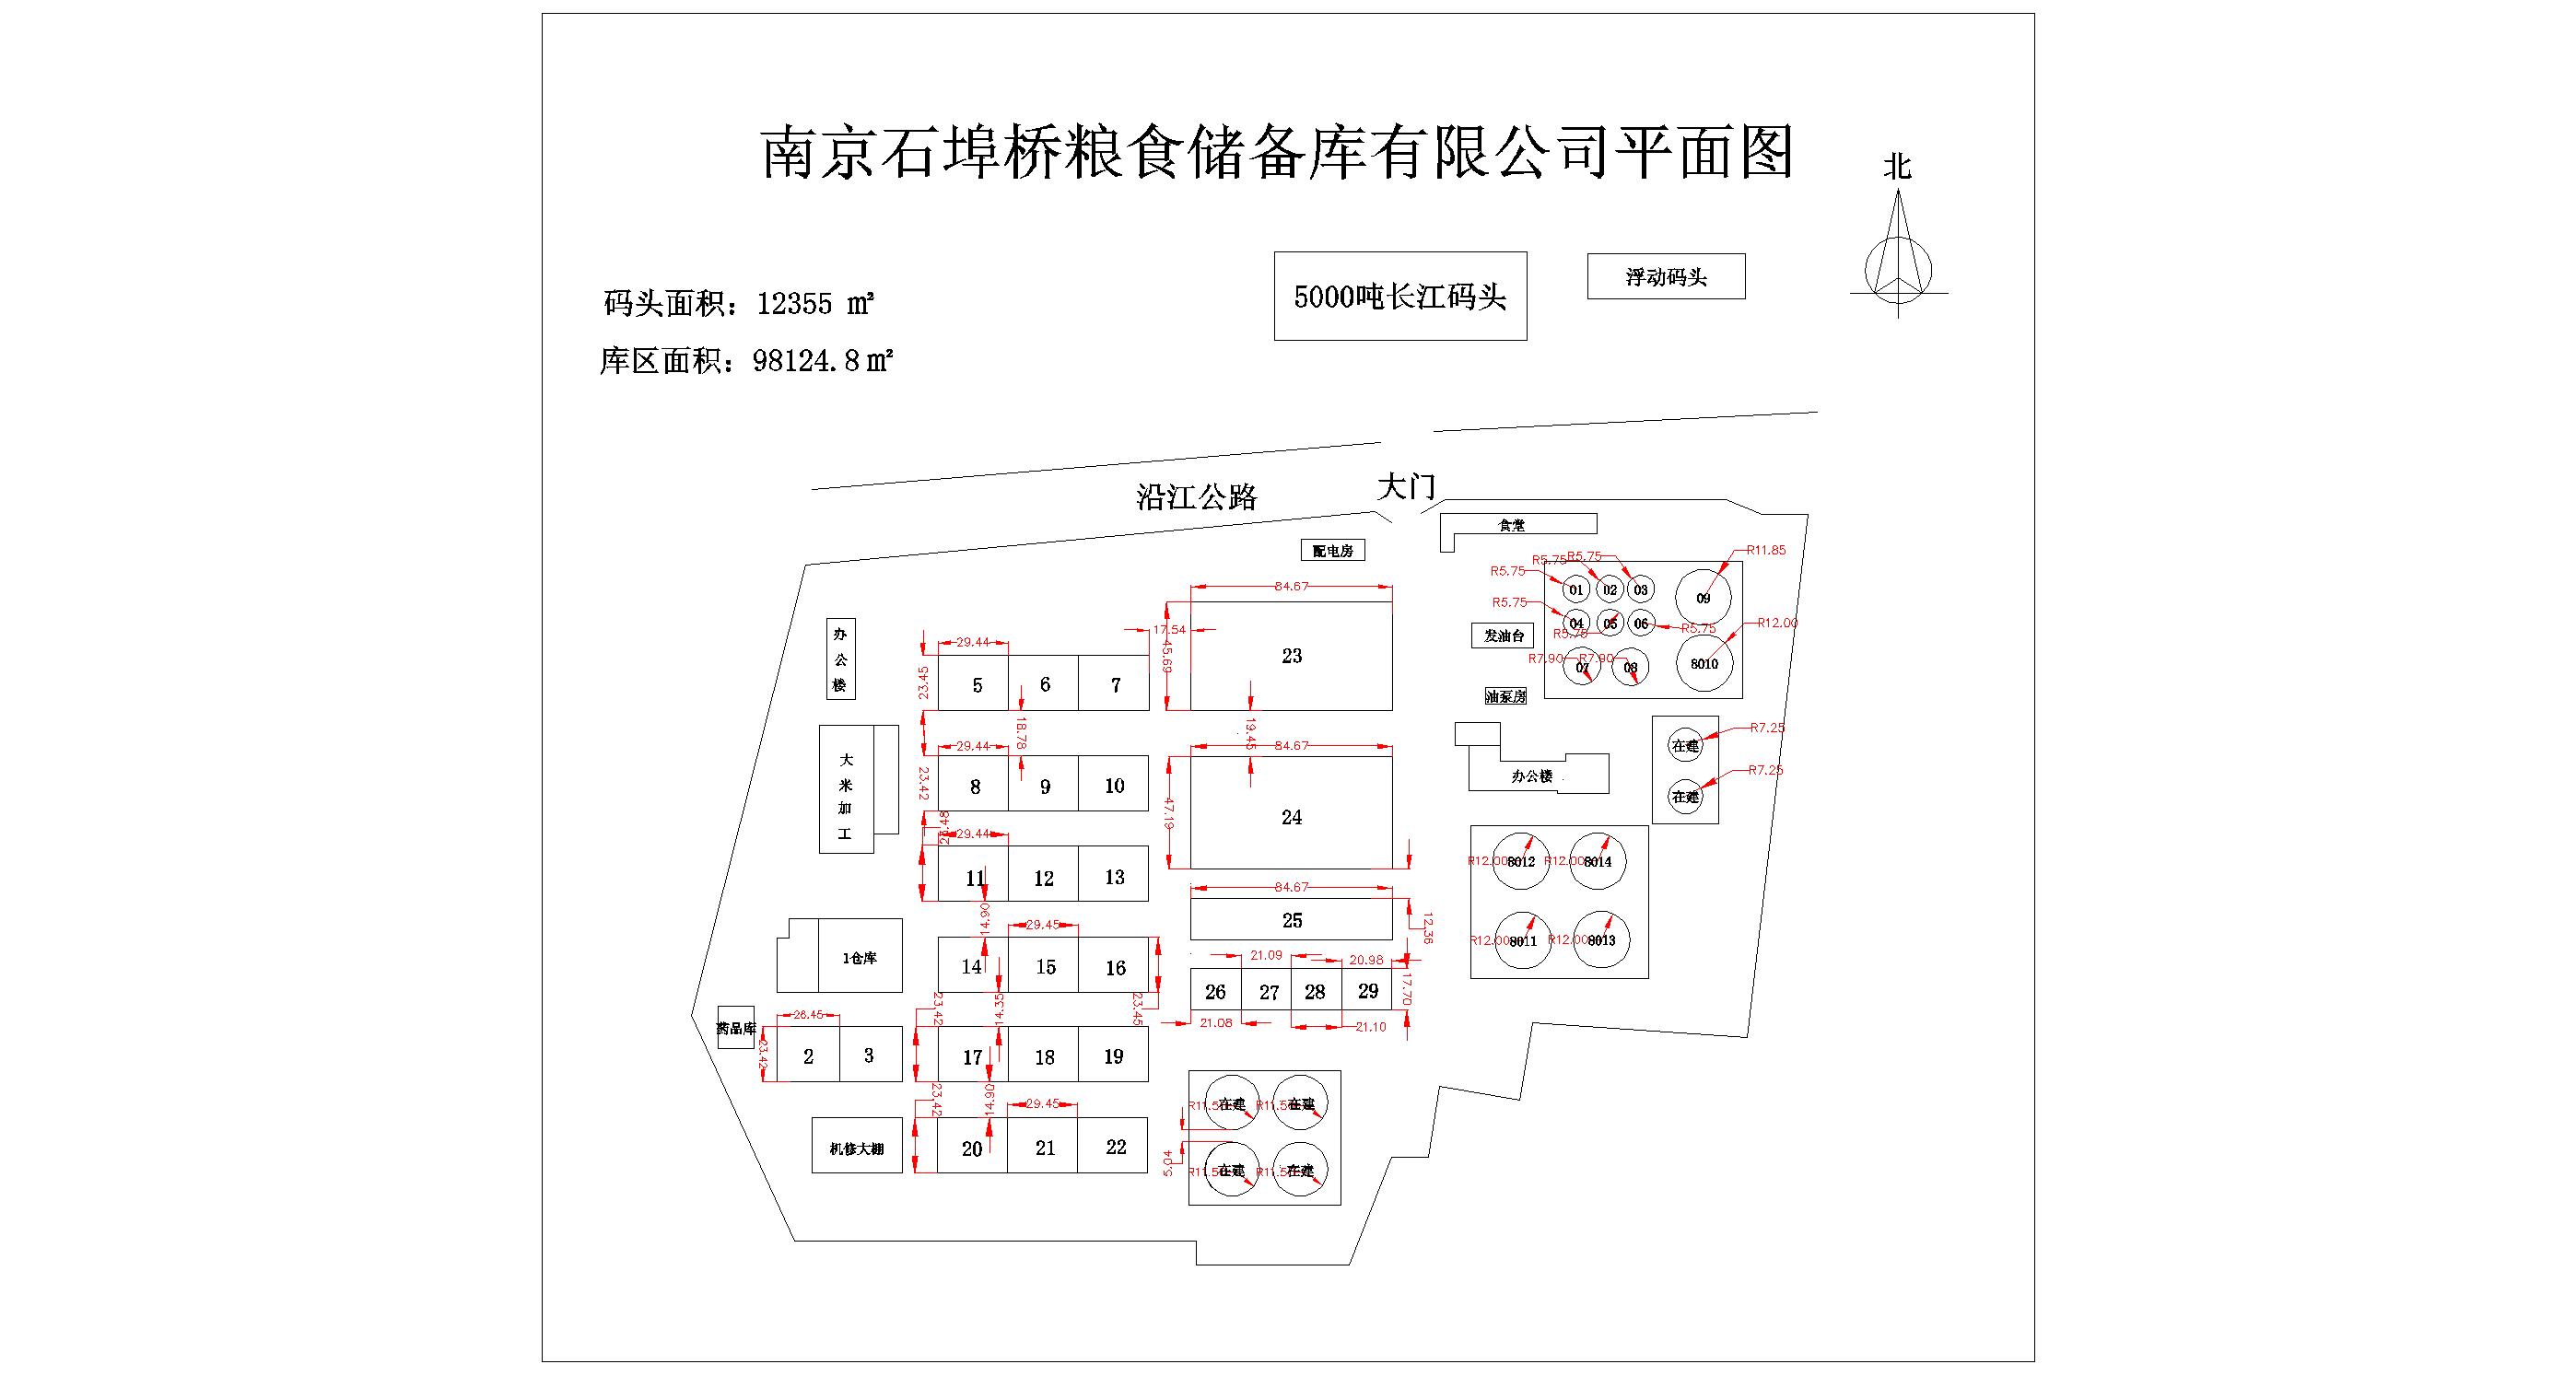 南京石埠桥粮食储备库有限公司平面图
北
5000吨长江码头
浮动码头
码头面积：12355 m²
库区面积：98124.8m²
沿江公路
大门
食堂
配电房
R11.85
R5.75
R5.75
R5.75
01
02
03
09
R5.75
04
05
06
R5.75
R5.75
R12.00
发油台
R7.90
R7.90
07
08
8010
油泵房
办公楼
84.67
17.54
45.69
23
29.44
23.45
5
6
7
18.78
19.45
大米加工
29.44
23.42
8
9
10
84.67
47.19
24
办公楼
在建
R7.25
在建
R7.25
29.44
11
12
13
14.90
84.67
25
12.36
R12.00
8012
R12.00
8014
R12.00
8011
R12.00
8013
1仓库
29.45
14
15
16
23.45
14.35
21.09
20.98
26
27
28
29
17.70
21.08
21.10
药品库
26.45
23.42
2
3
23.42
17
18
19
14.90
机修大棚
23.42
29.45
20
21
22
在建
在建
5.04
在建
在建